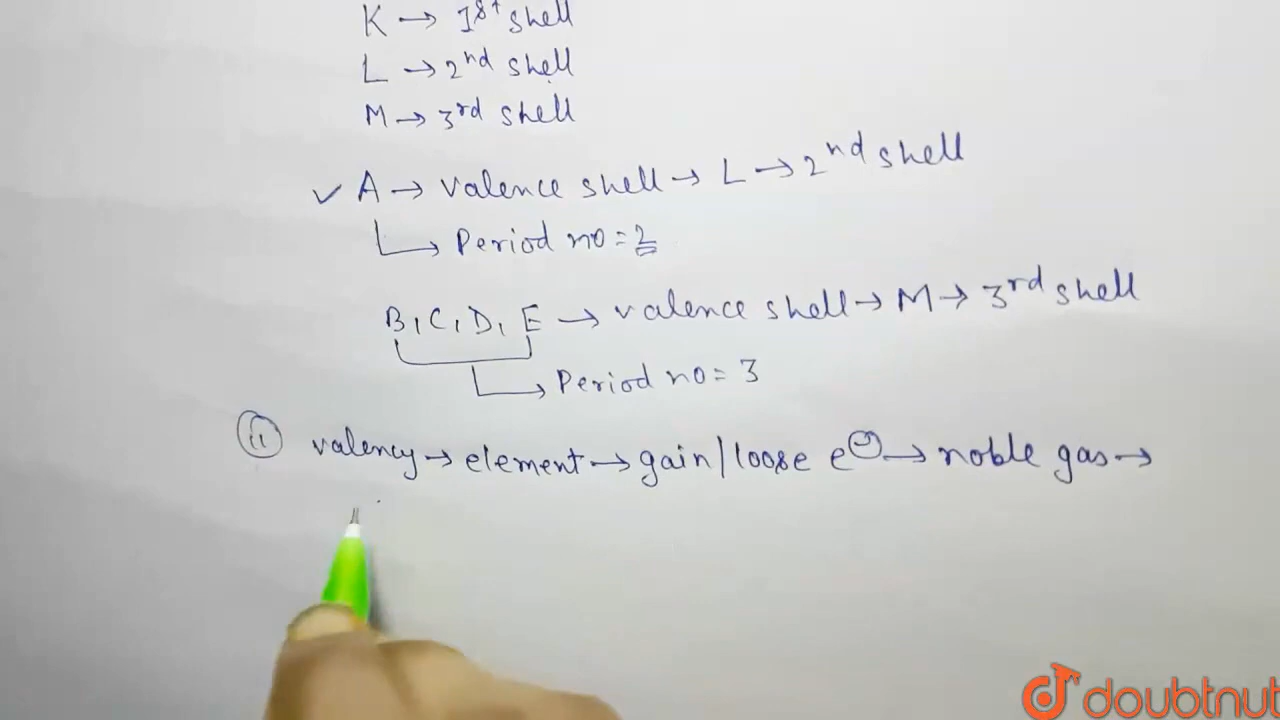 K → 1st shell
L → 2nd shell
M → 3rd shell
✓ A → valence shell → L → 2nd shell
↳ Period no = 2
B, C, D, E → valence shell → M → 3rd shell
↳ Period no = 3
(ii) valency → element → gain/loose e⊖ → noble gas →
doubtnut